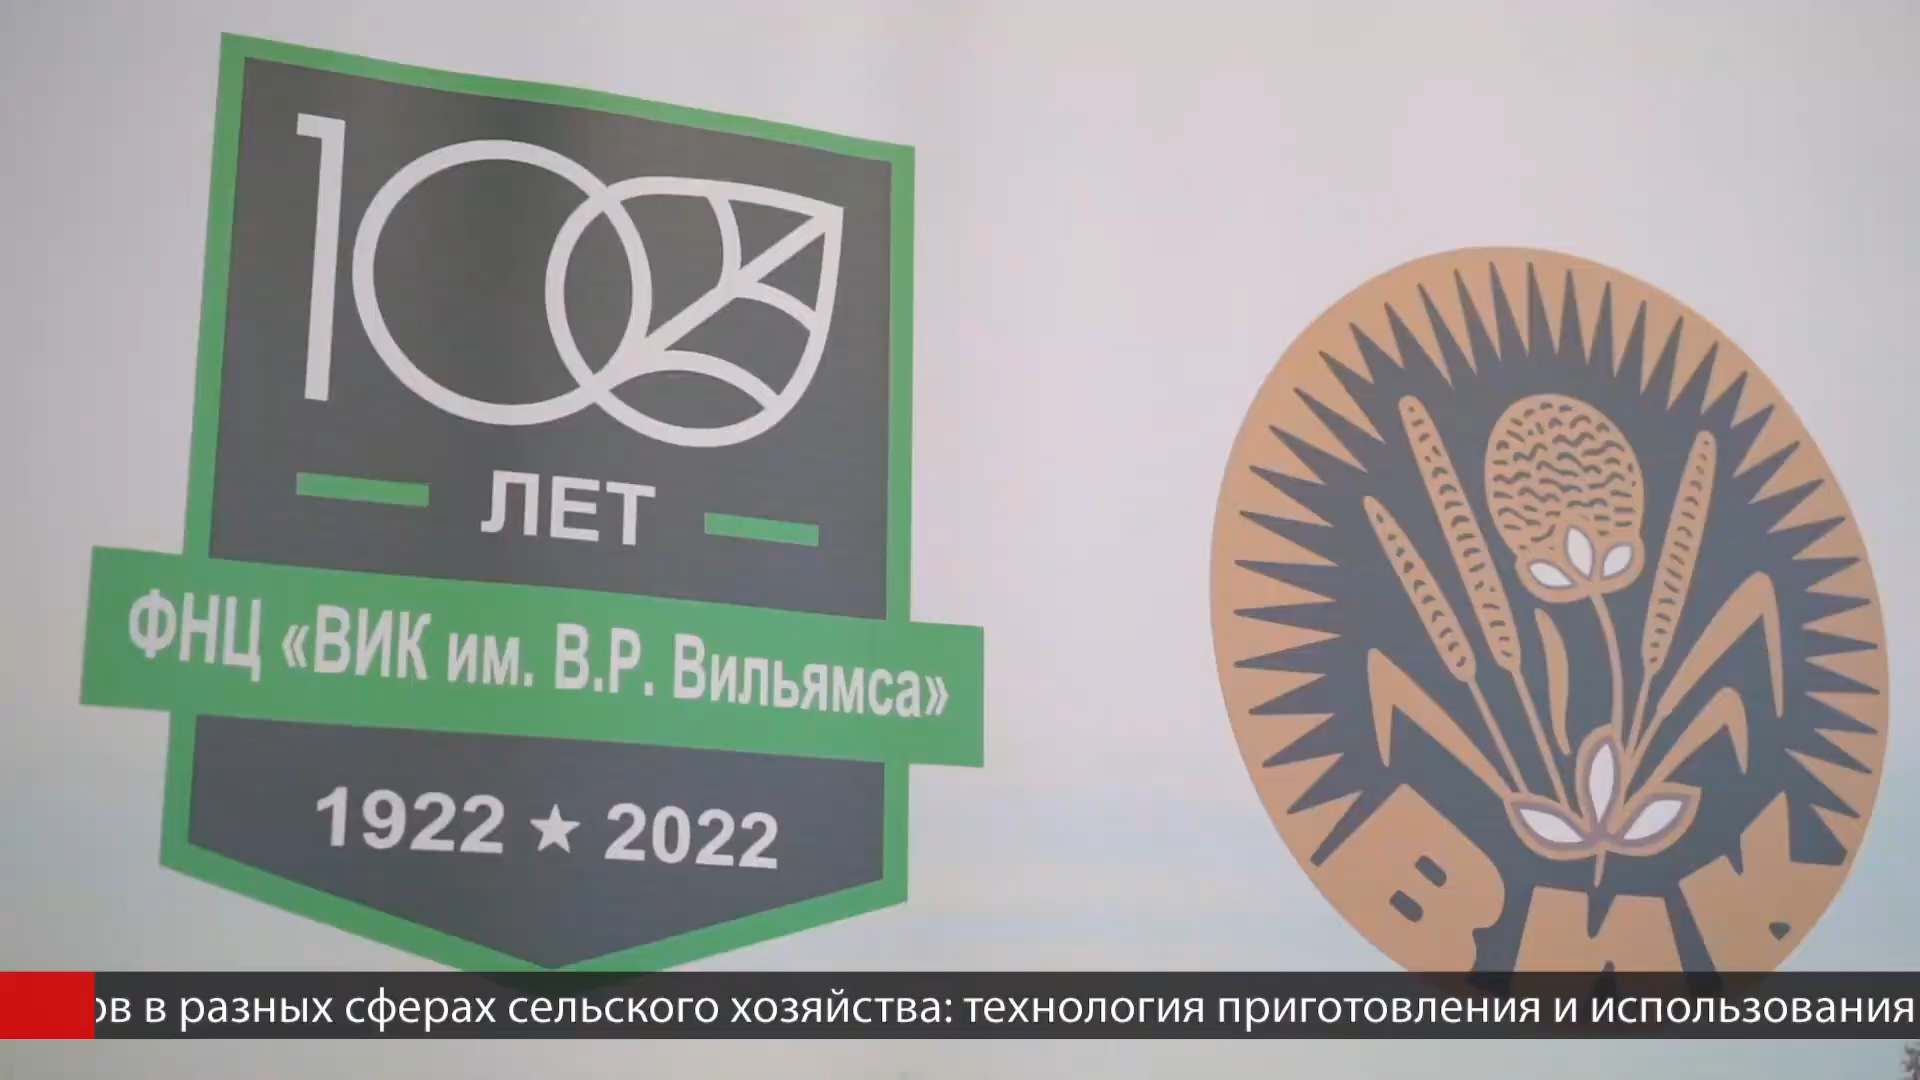 100
ЛЕТ
ФНЦ «ВИК им. В.Р. Вильямса»
1922 ★ 2022
ВИК
ов в разных сферах сельского хозяйства: технология приготовления и использования